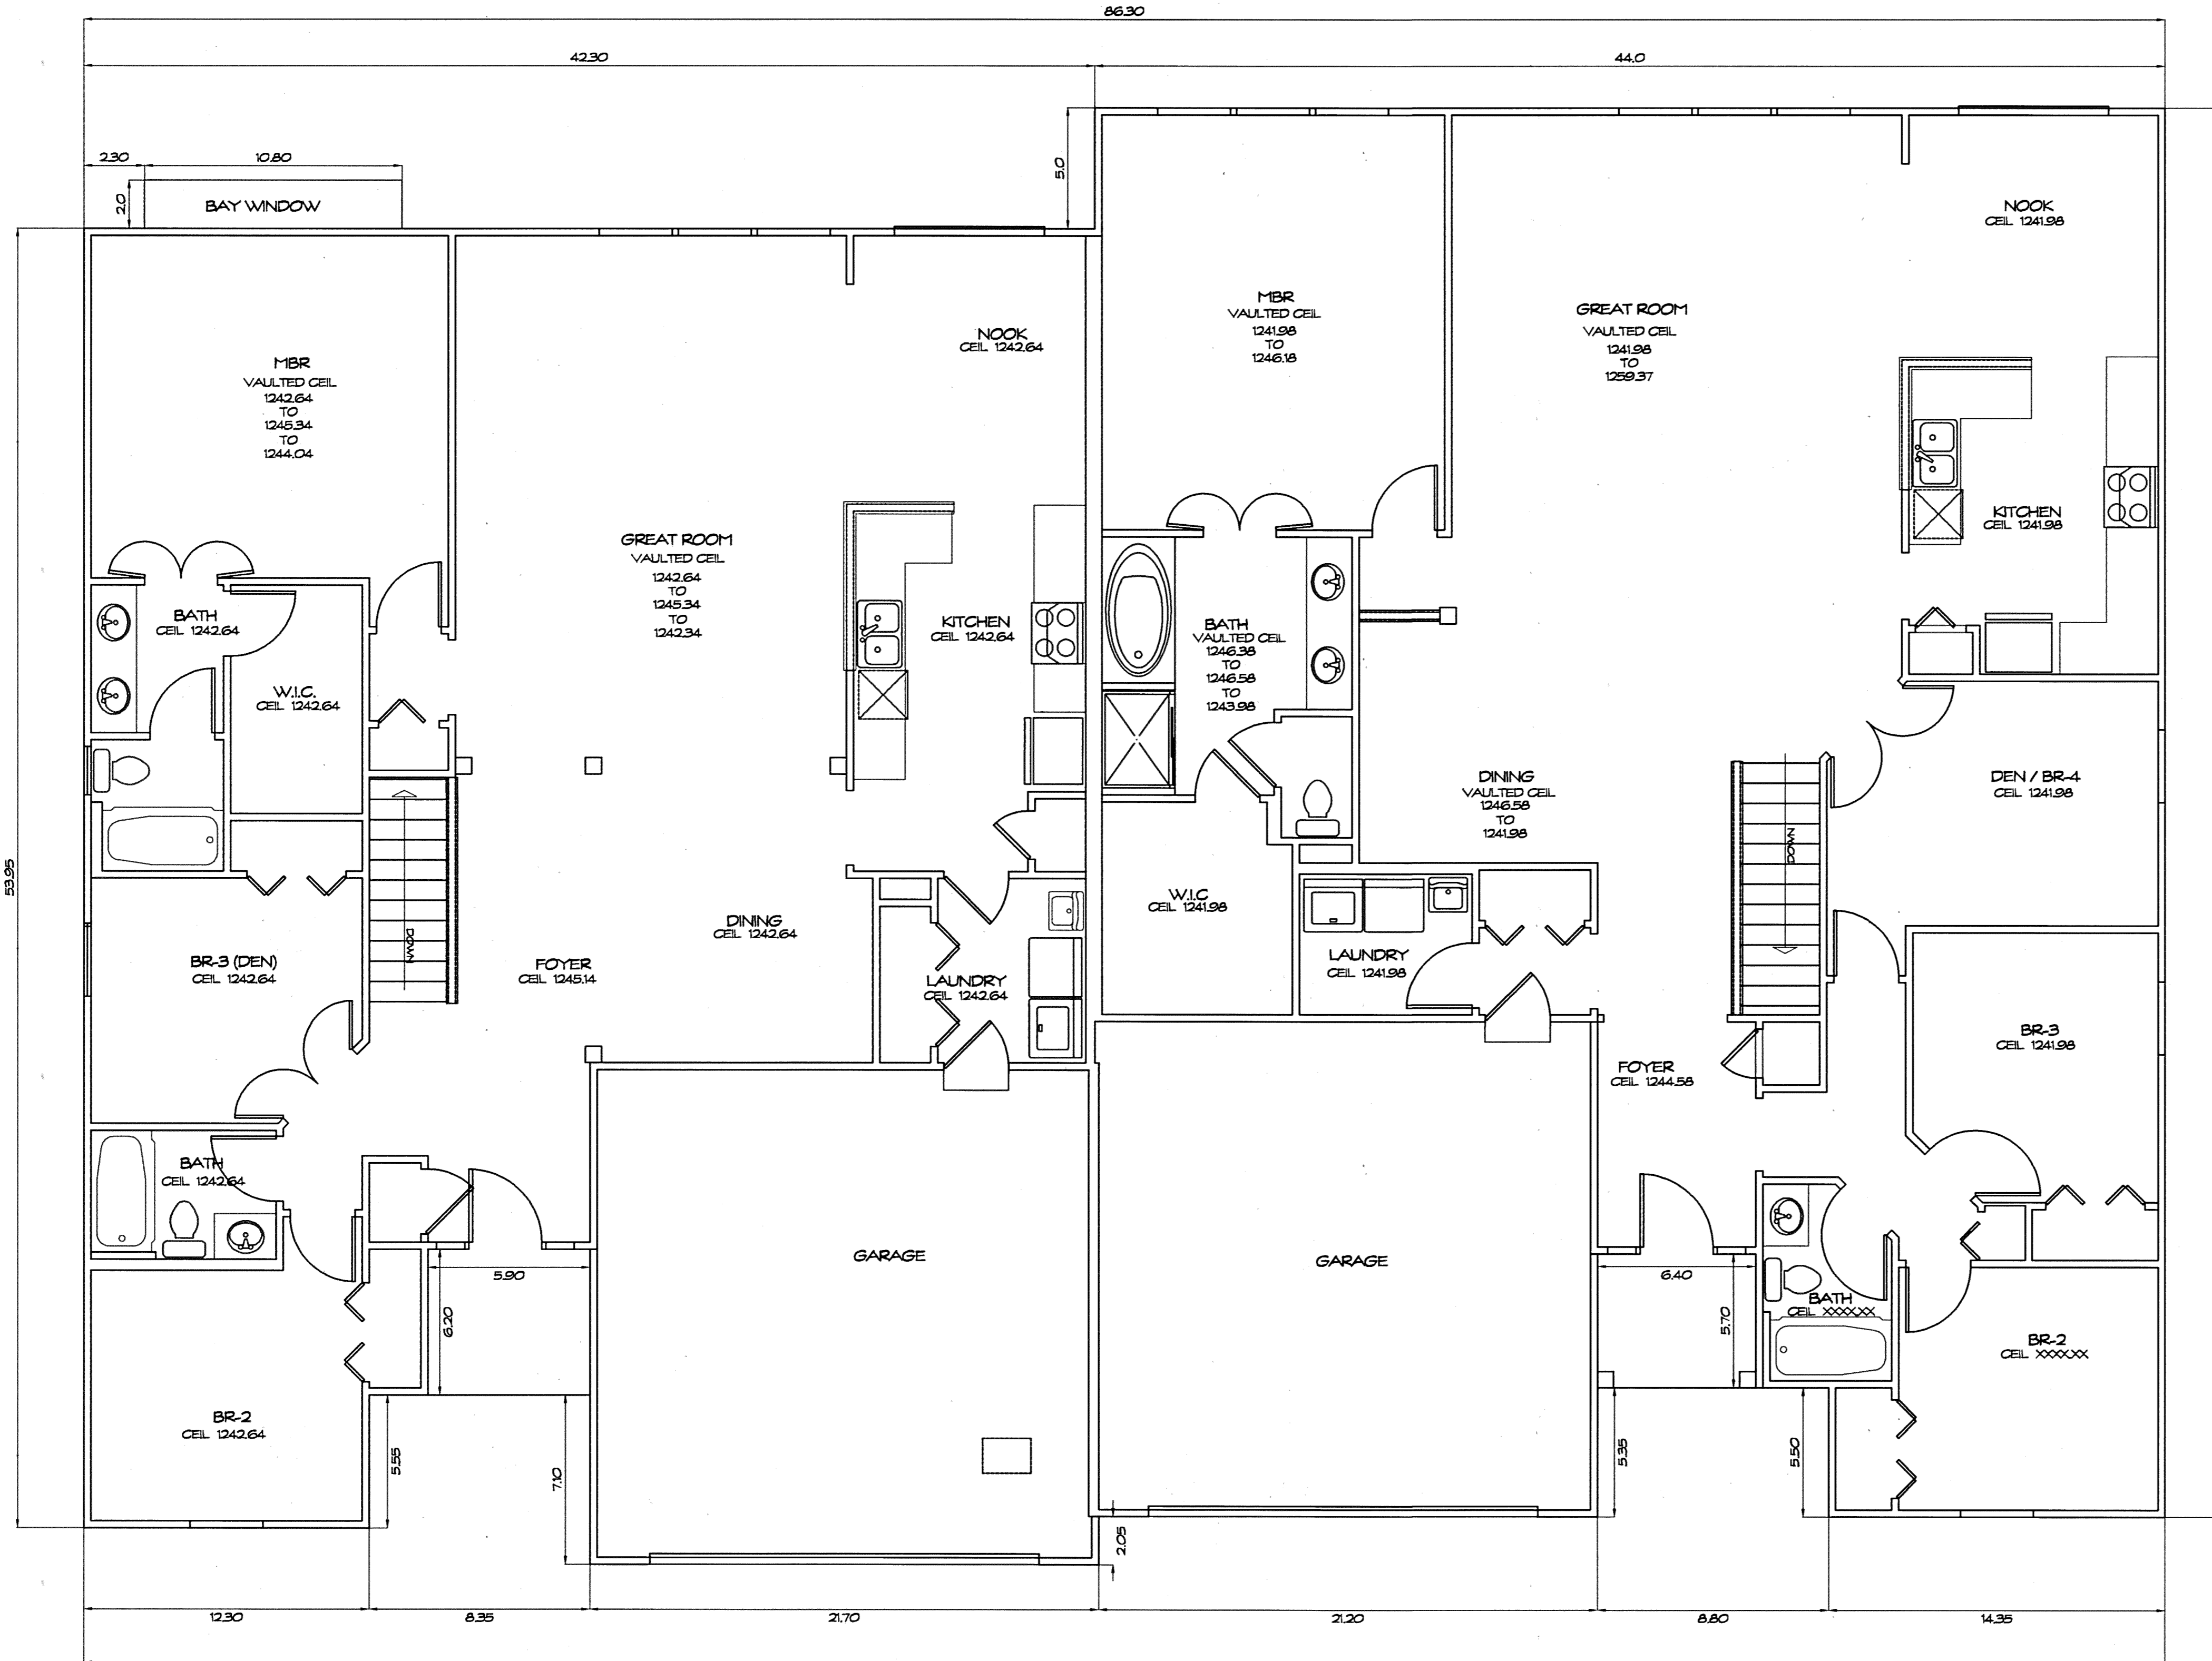 86.30
42.30
44.0
2.30
10.80
2.0
BAY WINDOW
5.0
53.95
MBR
VAULTED CEIL
1242.64
TO
1245.34
TO
1244.04
GREAT ROOM
VAULTED CEIL
1242.64
TO
1245.34
TO
1242.34
NOOK
CEIL 1242.64
KITCHEN
CEIL 1242.64
BATH
CEIL 1242.64
W.I.C.
CEIL 1242.64
DOWN
BR-3 (DEN)
CEIL 1242.64
FOYER
CEIL 1245.14
DINING
CEIL 1242.64
LAUNDRY
CEIL 1242.64
BATH
CEIL 1242.64
BR-2
CEIL 1242.64
GARAGE
5.90
6.20
5.55
7.10
2.05
MBR
VAULTED CEIL
1241.98
TO
1246.18
GREAT ROOM
VAULTED CEIL
1241.98
TO
1259.37
NOOK
CEIL 1241.98
KITCHEN
CEIL 1241.98
BATH
VAULTED CEIL
1246.38
TO
1246.58
TO
1243.98
DINING
VAULTED CEIL
1246.58
TO
1241.98
DOWN
DEN / BR-4
CEIL 1241.98
W.I.C
CEIL 1241.98
LAUNDRY
CEIL 1241.98
FOYER
CEIL 1244.58
BR-3
CEIL 1241.98
GARAGE
6.40
5.70
BATH
CEIL XXXX.XX
BR-2
CEIL XXXX.XX
5.35
5.50
12.30
8.35
21.70
21.20
8.80
14.35